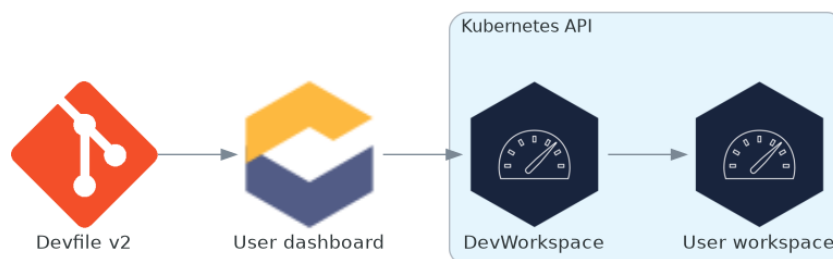 Kubernetes API
Devfile v2
User dashboard
DevWorkspace
User workspace